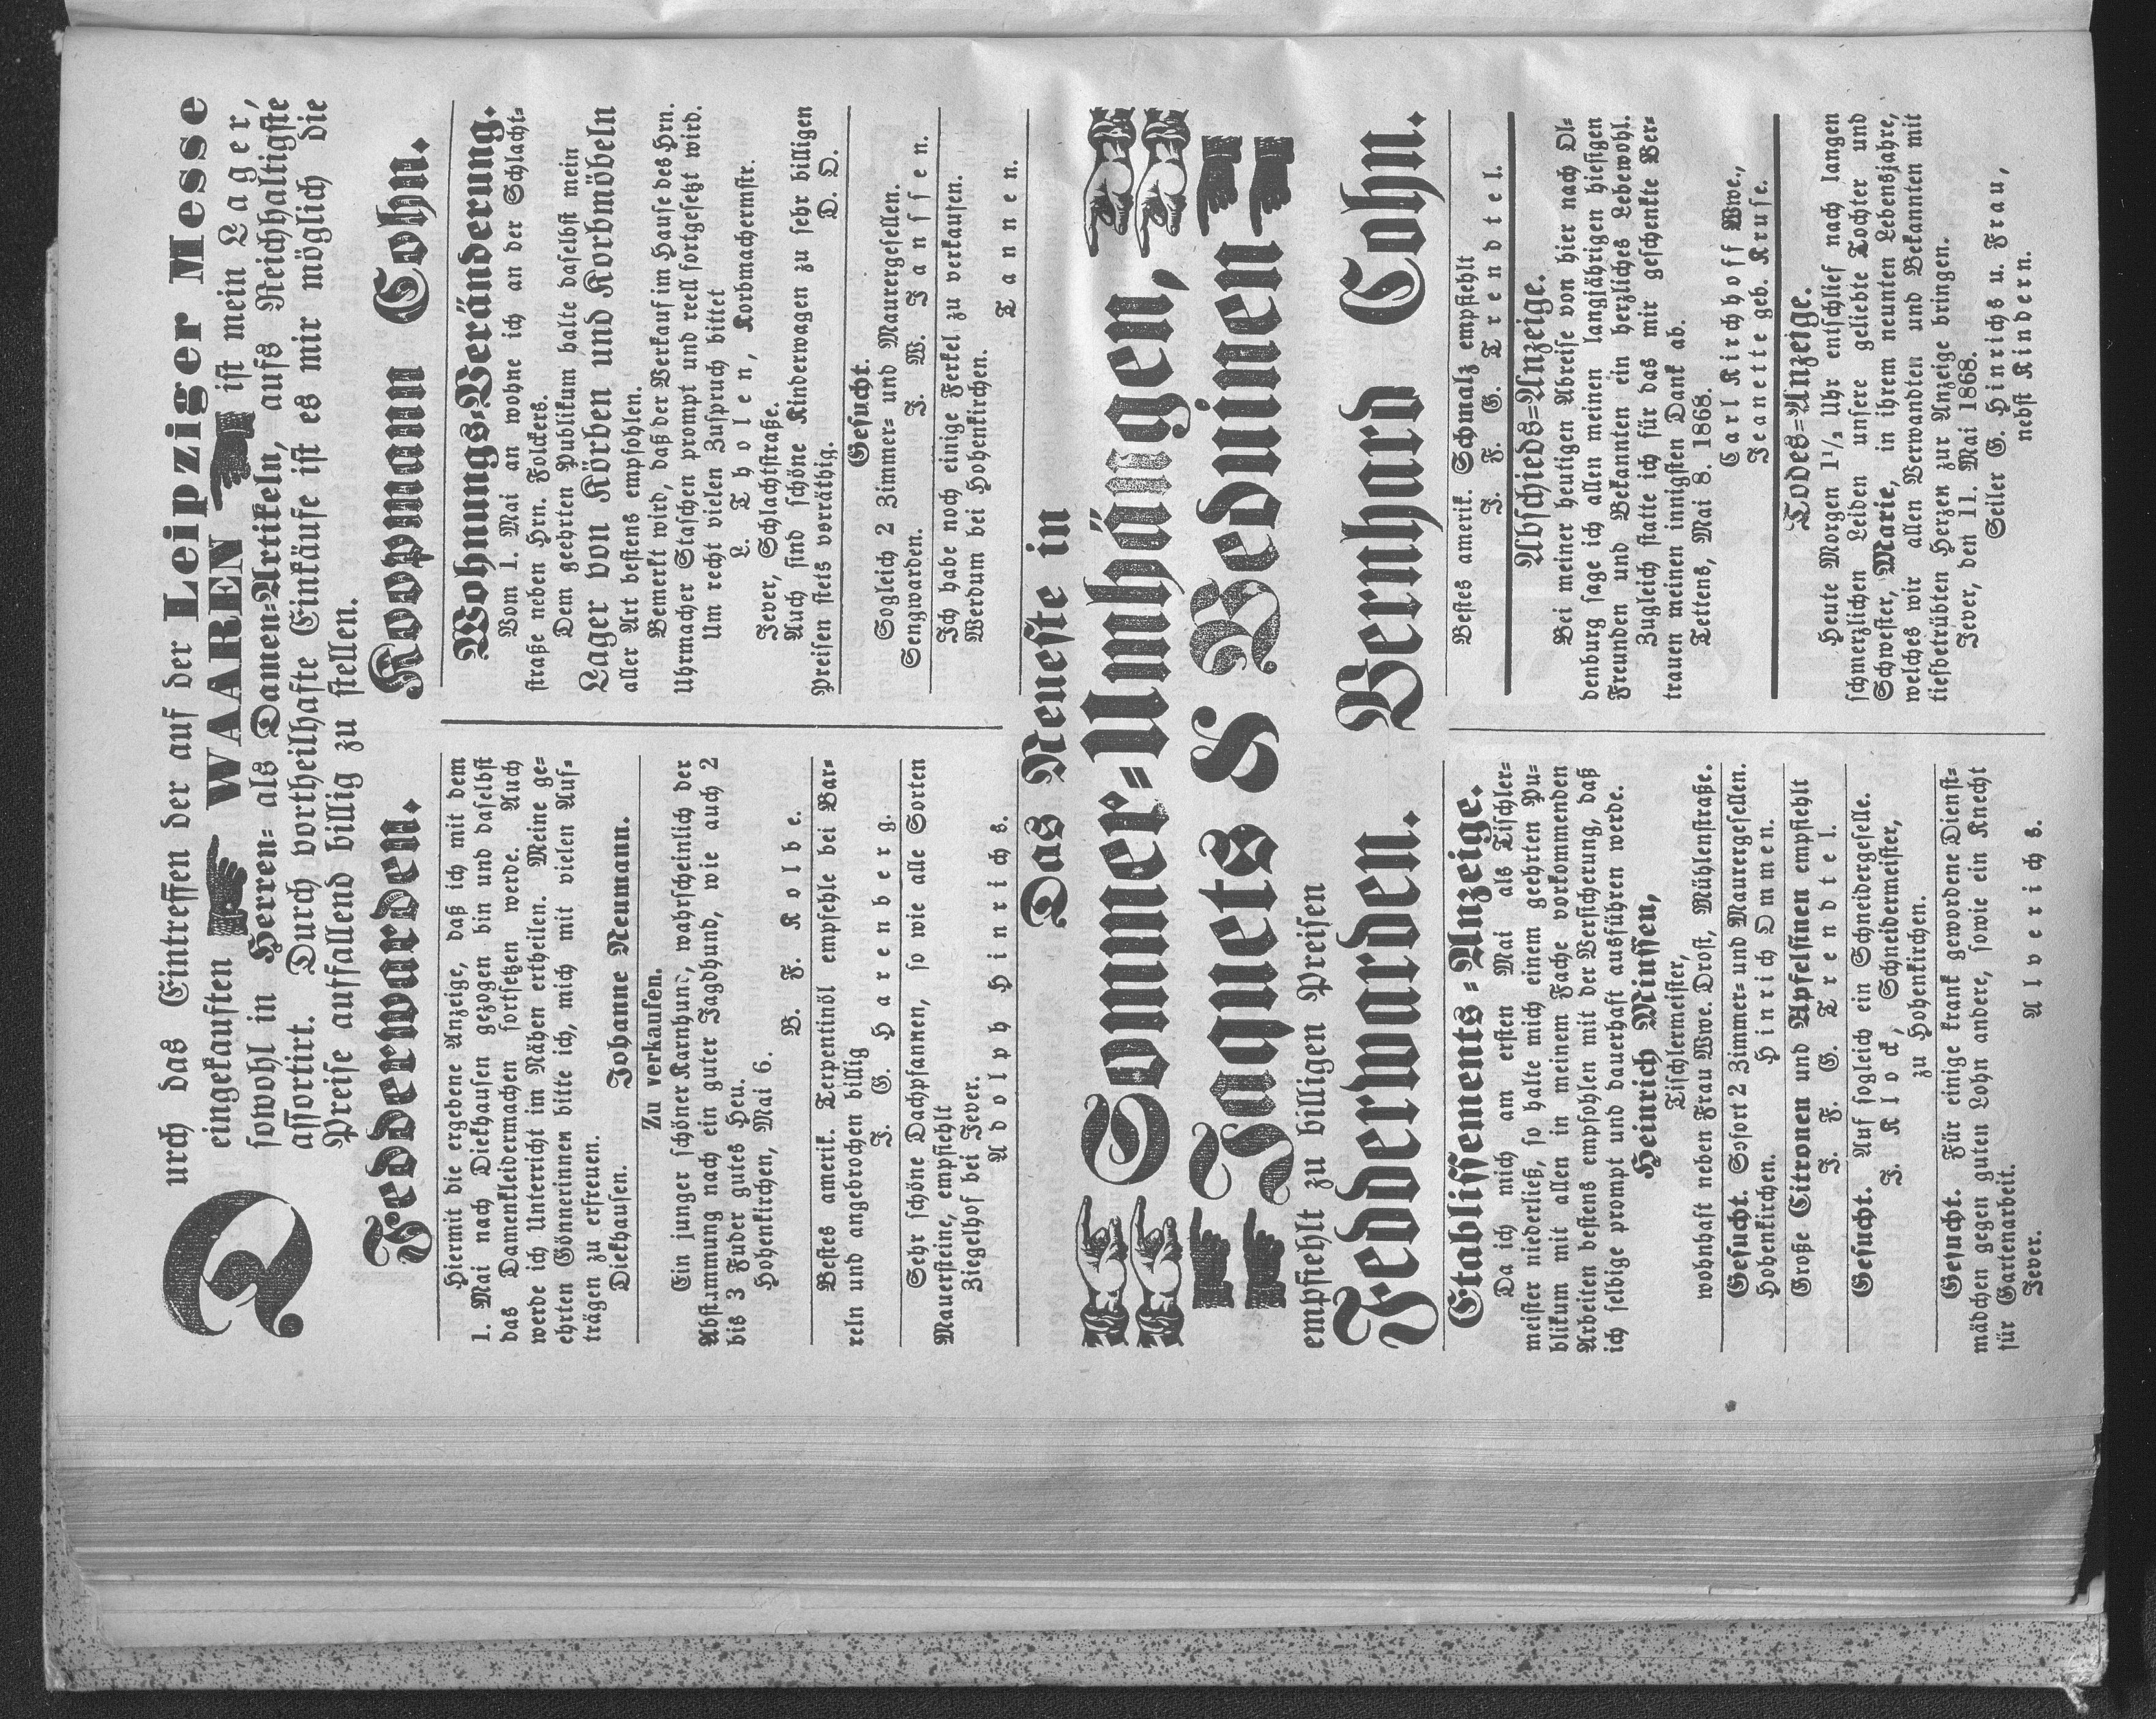 Durch das Eintreffen der auf der Leipziger Messe
eingekauften WAAREN ist mein Lager,
sowohl in Herren= als Damen=Artikeln, aufs Reichhaltigste
assortirt. Durch vortheilhafte Einkäufe ist es mir möglich die
Preise auffallend billig zu stellen.
Fedderwarden. Koopmann Cohn.
Hiermit die ergebene Anzeige, daß ich mit dem
1. Mai nach Diekhausen gezogen bin und daselbst
das Damenkleidermachen fortsetzen werde. Auch
werde ich Unterricht im Nähen ertheilen. Meine ge=
ehrten Gönnerinnen bitte ich, mich mit vielen Auf=
trägen zu erfreuen.
Diekhausen. Johanne Neumann.
Zu verkaufen.
Ein junger schöner Karnhund, wahrscheinlich der
Abstammung nach ein guter Jagdhund, wie auch 2
bis 3 Fuder gutes Heu.
Hohenkirchen, Mai 6.
B. F. Kolbe.
Bestes amerik. Terpentinöl empfehle bei Bar=
reln und angebrochen billig
J. G. Harenberg.
Sehr schöne Dachpfannen, so wie alle Sorten
Mauersteine, empfiehlt
Ziegelhof bei Jever.
Adolph Hinrichs.
Wohnungs=Veränderung.
Vom 1. Mai an wohne ich an der Schlacht=
straße neben Hrn. Folckers.
Dem geehrten Publikum halte daselbst mein
Lager von Körben und Korbmöbeln
aller Art bestens empfohlen.
Bemerkt wird, daß der Verkauf im Hause des Hrn.
Uhrmacher Staschen prompt und reell fortgesetzt wird.
Um recht vielen Zuspruch bittet
L. Tholen, Korbmachermstr.
Jever, Schlachtstraße.
Auch sind schöne Kinderwagen zu sehr billigen
Preisen stets vorräthig. D. O.
Gesucht.
Sogleich 2 Zimmer= und Maurergesellen.
Sengwarden. J. W. Janssen.
Ich habe noch einige Ferkel zu verkaufen.
Werdum bei Hohenkirchen.
Tannen.
Das Neueste in
Sommer=Umhängen,
Jaquets & Beduinen
empfiehlt zu billigen Preisen
Fedderwarden. Bernhard Cohn.
Etablissements=Anzeige.
Da ich mich am ersten Mai als Tischler=
meister niederließ, so halte mich einem geehrten Pu=
blikum mit allen in meinem Fache vorkommenden
Arbeiten bestens empfohlen mit der Versicherung, daß
ich selbige prompt und dauerhaft ausführen werde.
Heinrich Minssen,
Tischlermeister,
wohnhaft neben Frau Wwe. Drost, Mühlenstraße.
Gesucht. Sofort 2 Zimmer= und Maurergesellen.
Hohenkirchen. Hinrich Ommen.
Große Citronen und Apfelsinen empfiehlt
J. F. G. Trendtel.
Gesucht. Auf sogleich ein Schneidergeselle.
J. Klock, Schneidermeister,
zu Hohenkirchen.
Gesucht. Für einige krank gewordene Dienst=
mädchen gegen guten Lohn andere, sowie ein Knecht
für Gartenarbeit.
Jever. Alverichs.
Bestes amerik. Schmalz empfiehlt
J. F. G. Trendtel.
Abschieds=Anzeige.
Bei meiner heutigen Abreise von hier nach Ol=
denburg sage ich allen meinen langjährigen hiesigen
Freunden und Bekannten ein herzliches Lebewohl.
Zugleich statte ich für das mir geschenkte Ver=
trauen meinen innigsten Dank ab.
Tettens, Mai 8. 1868.
Carl Kirchhoff Wwe.,
Jeanette geb. Kruse.
Todes=Anzeige.
Heute Morgen 1½ Uhr entschlief nach langen
schmerzlichen Leiden unsere geliebte Tochter und
Schwester, Marie, in ihrem neunten Lebensjahre,
welches wir allen Verwandten und Bekannten mit
tiefbetrübten Herzen zur Anzeige bringen.
Jever, den 11. Mai 1868.
Seiler G. Hinrichs u. Frau,
nebst Kindern.